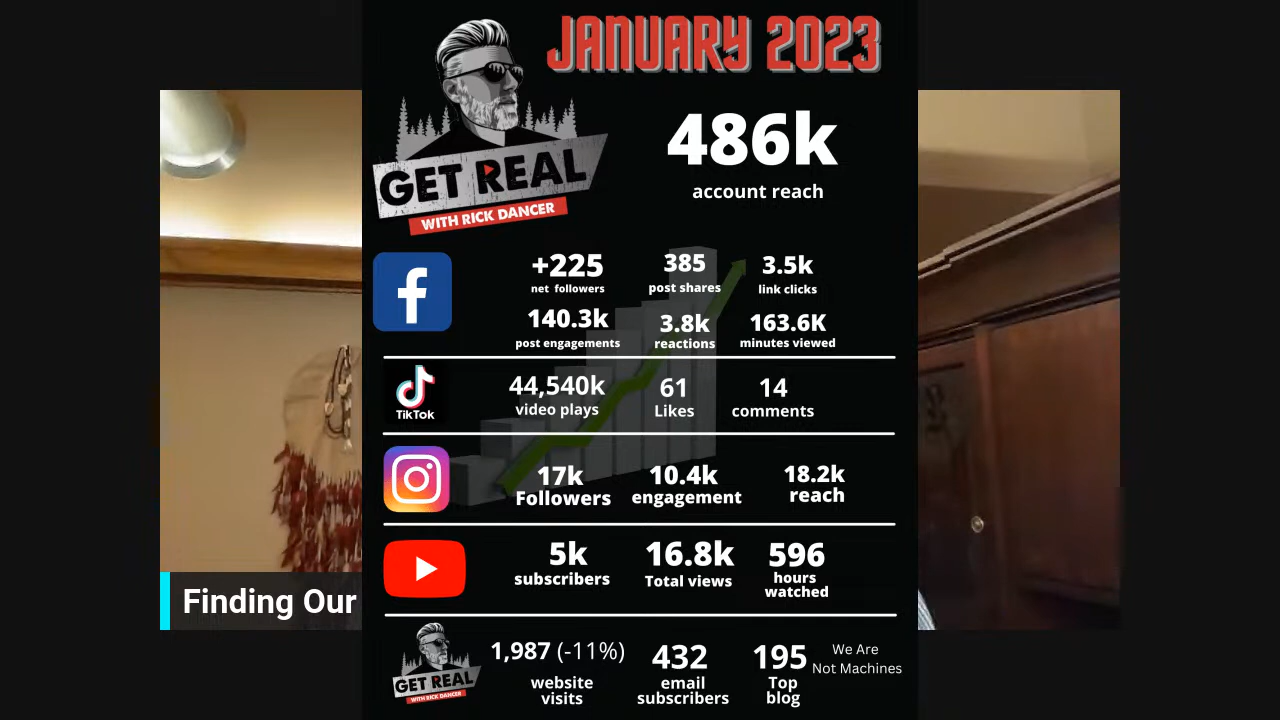 JANUARY 2023
486k
account reach
GET REAL
WITH RICK DANCER
+225
net followers
385
post shares
3.5k
link clicks
140.3k
post engagements
3.8k
reactions
163.6K
minutes viewed
TikTok
44,540k
video plays
61
Likes
14
comments
17k
Followers
10.4k
engagement
18.2k
reach
5k
subscribers
16.8k
Total views
596
hours
watched
Finding Our
GET REAL
WITH RICK DANCER
1,987 (-11%)
website
visits
432
email
subscribers
195
Top
blog
We Are
Not Machines